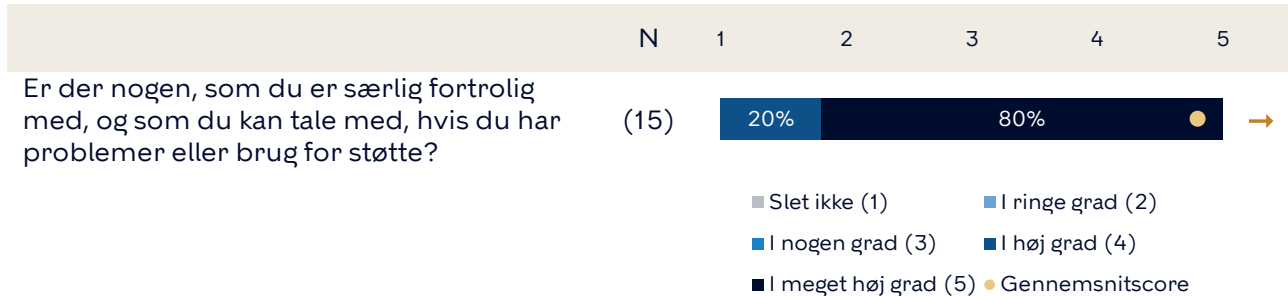 N 1 2 3 4 5
Er der nogen, som du er særlig fortrolig
med, og som du kan tale med, hvis du har
problemer eller brug for støtte?
(15) 20% 80%
Slet ikke (1) I ringe grad (2)
I nogen grad (3) I høj grad (4)
I meget høj grad (5) Gennemsnitscore